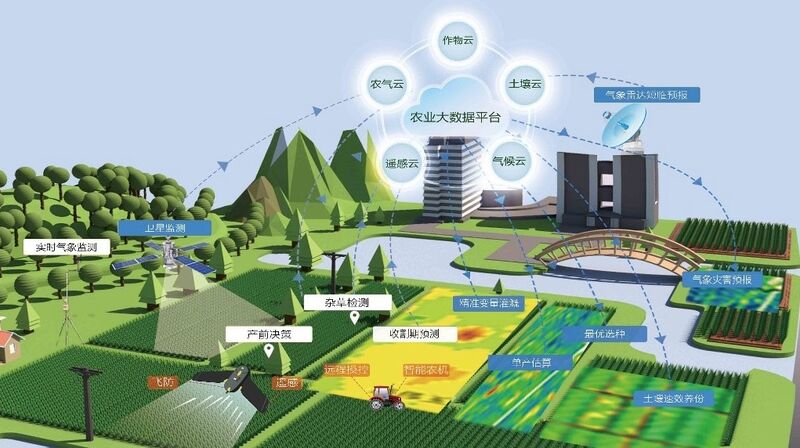 作物云
农气云
土壤云
农业大数据平台
遥感云
气候云
气象雷达短临预报
卫星监测
实时气象监测
气象灾害预报
杂草检测
精准变量灌溉
产前决策
收割期预测
最优选种
单产估算
远程操控
智能农机
飞防
遥感
土壤速效养份